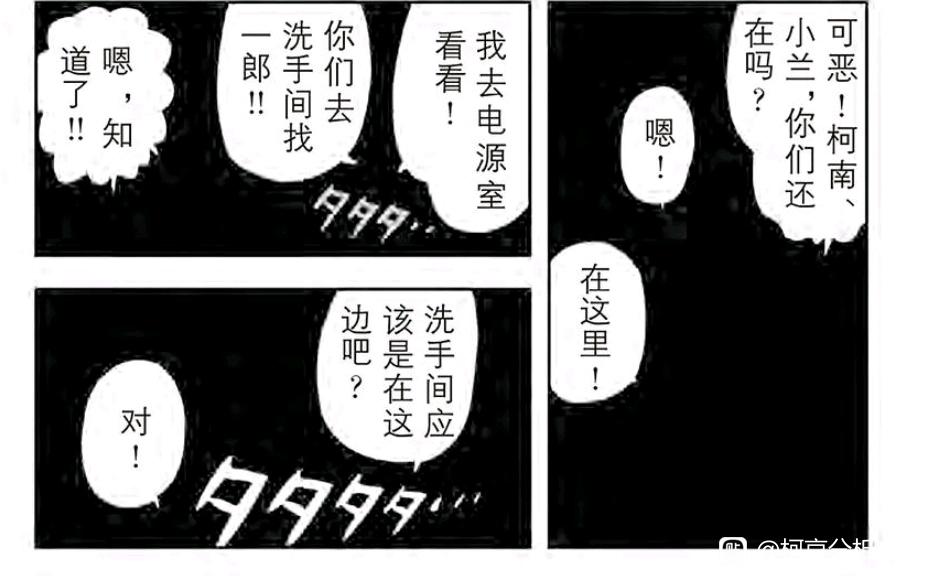 可恶！柯南、
小兰，你们还
在吗？
嗯！
在这里！
我去电源室
看看！
你们去
洗手间找
一郎!!
嗯，知
道了!!
タタタ…
洗手间应
该是在这
边吧？
对！
タタタタ…